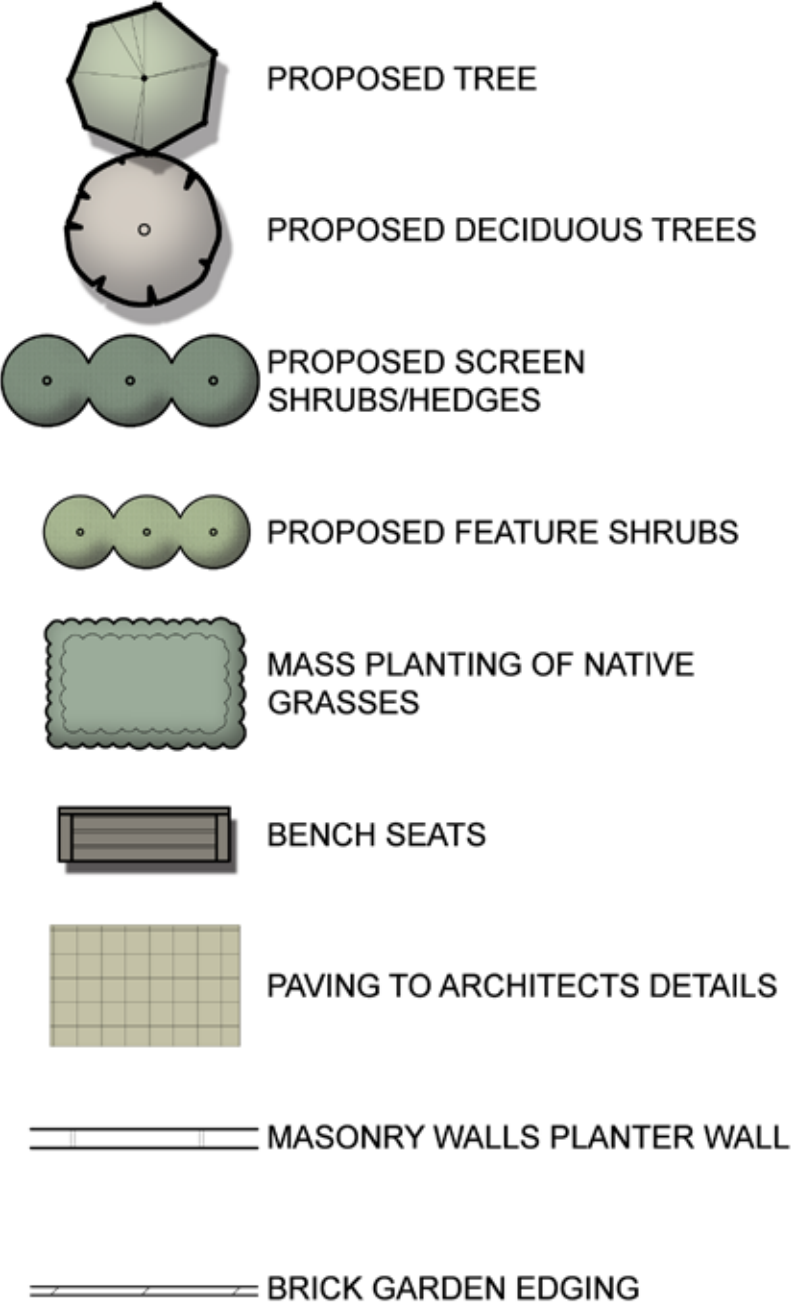 PROPOSED TREE
PROPOSED DECIDUOUS TREES
PROPOSED SCREEN
SHRUBS/HEDGES
PROPOSED FEATURE SHRUBS
MASS PLANTING OF NATIVE
GRASSES
BENCH SEATS
PAVING TO ARCHITECTS DETAILS
MASONRY WALLS PLANTER WALL
BRICK GARDEN EDGING